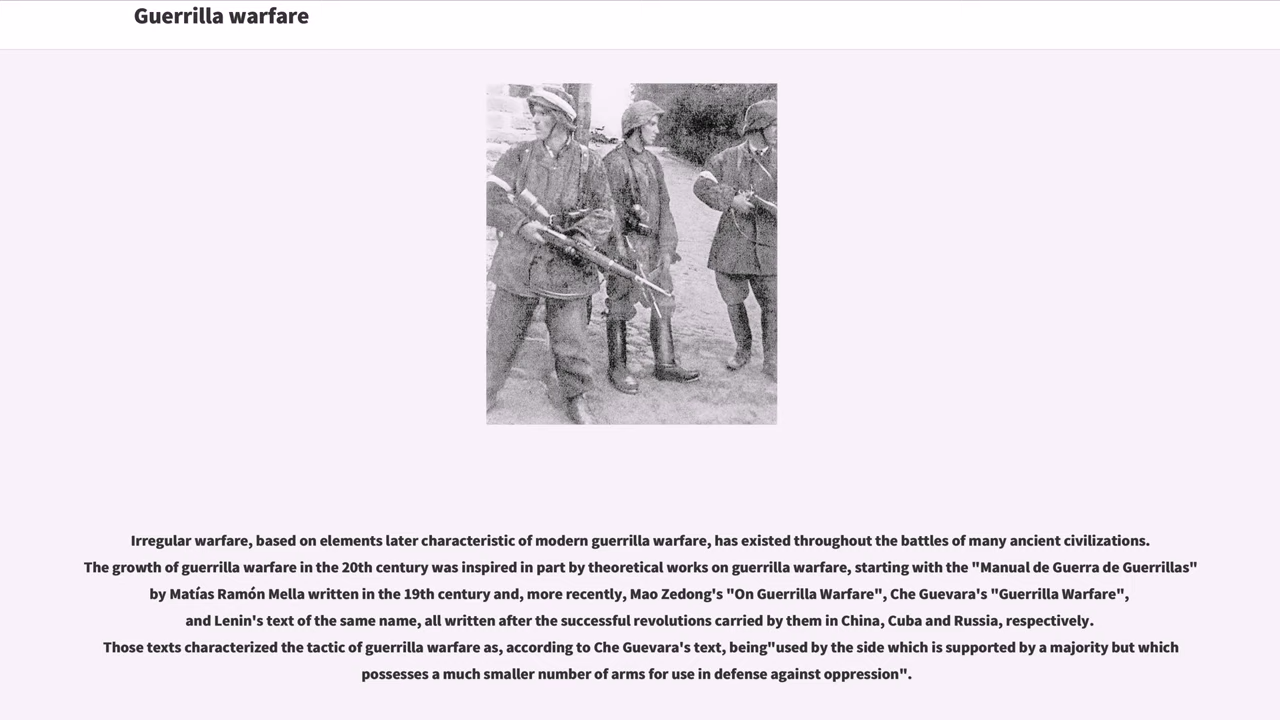 Guerrilla warfare
Irregular warfare, based on elements later characteristic of modern guerrilla warfare, has existed throughout the battles of many ancient civilizations.
The growth of guerrilla warfare in the 20th century was inspired in part by theoretical works on guerrilla warfare, starting with the "Manual de Guerra de Guerrillas"
by Matías Ramón Mella written in the 19th century and, more recently, Mao Zedong's "On Guerrilla Warfare", Che Guevara's "Guerrilla Warfare",
and Lenin's text of the same name, all written after the successful revolutions carried by them in China, Cuba and Russia, respectively.
Those texts characterized the tactic of guerrilla warfare as, according to Che Guevara's text, being"used by the side which is supported by a majority but which
possesses a much smaller number of arms for use in defense against oppression".